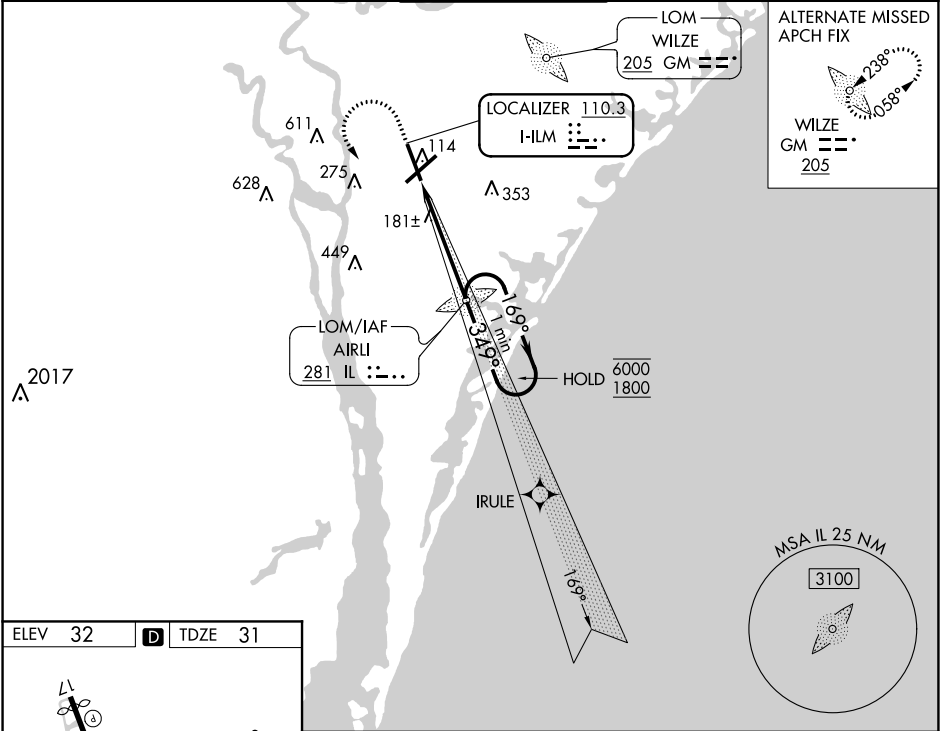 LOM
WILZE
205 GM
ALTERNATE MISSED
APCH FIX
238°
058°
WILZE
GM
205
LOCALIZER 110.3
I-ILM
611
114
275
628
353
181±
449
LOM/IAF
AIRLI
281 IL
169°
1 min
349°
HOLD 6000
1800
2017
IRULE
169°
MSA IL 25 NM
3100
ELEV 32 D TDZE 31
17
P